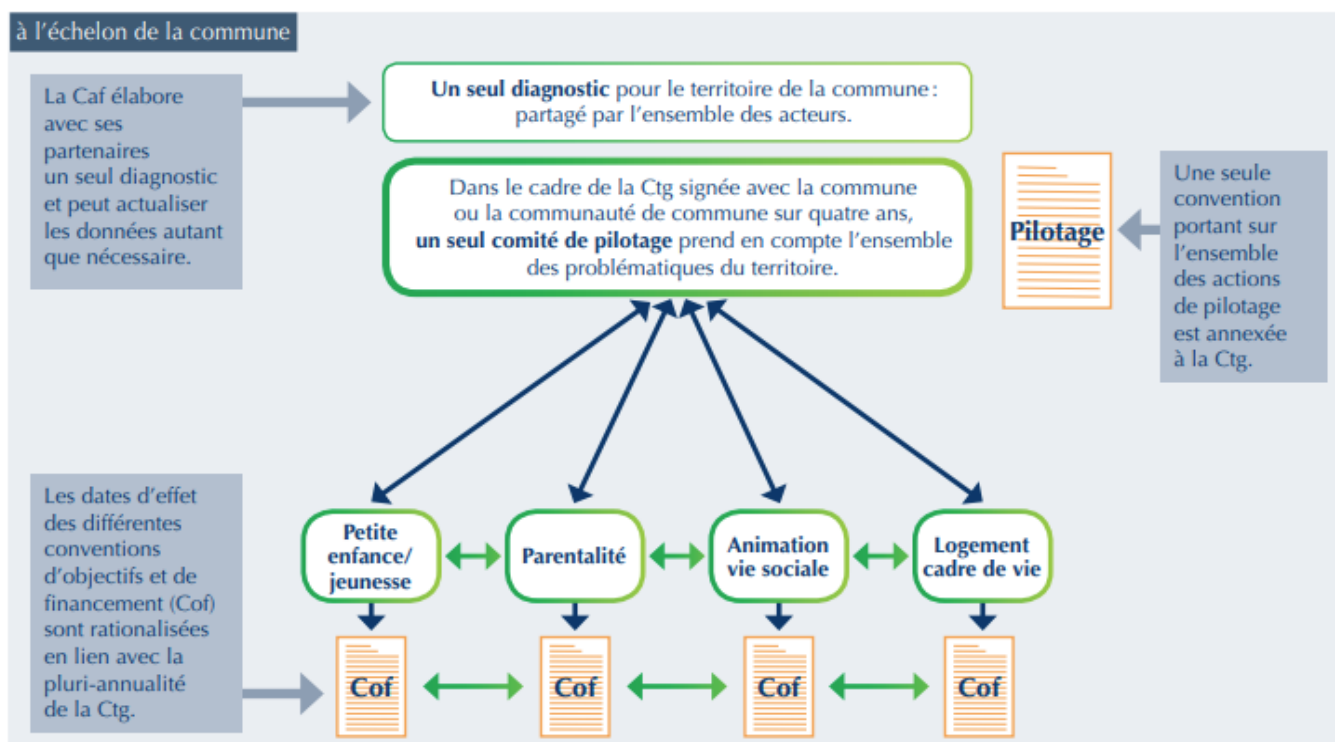 à l’échelon de la commune
La Caf élabore
avec ses
partenaires
un seul diagnostic
et peut actualiser
les données autant
que nécessaire.
Un seul diagnostic pour le territoire de la commune :
partagé par l’ensemble des acteurs.
Dans le cadre de la Ctg signée avec la commune
ou la communauté de commune sur quatre ans,
un seul comité de pilotage prend en compte l’ensemble
des problématiques du territoire.
Pilotage
Une seule
convention
portant sur
l’ensemble
des actions
de pilotage
est annexée
à la Ctg.
Les dates d’effet
des différentes
conventions
d’objectifs et de
financement (Cof)
sont rationalisées
en lien avec la
pluri-annualité
de la Ctg.
Petite
enfance/
jeunesse
Parentalité
Animation
vie sociale
Logement
cadre de vie
Cof
Cof
Cof
Cof